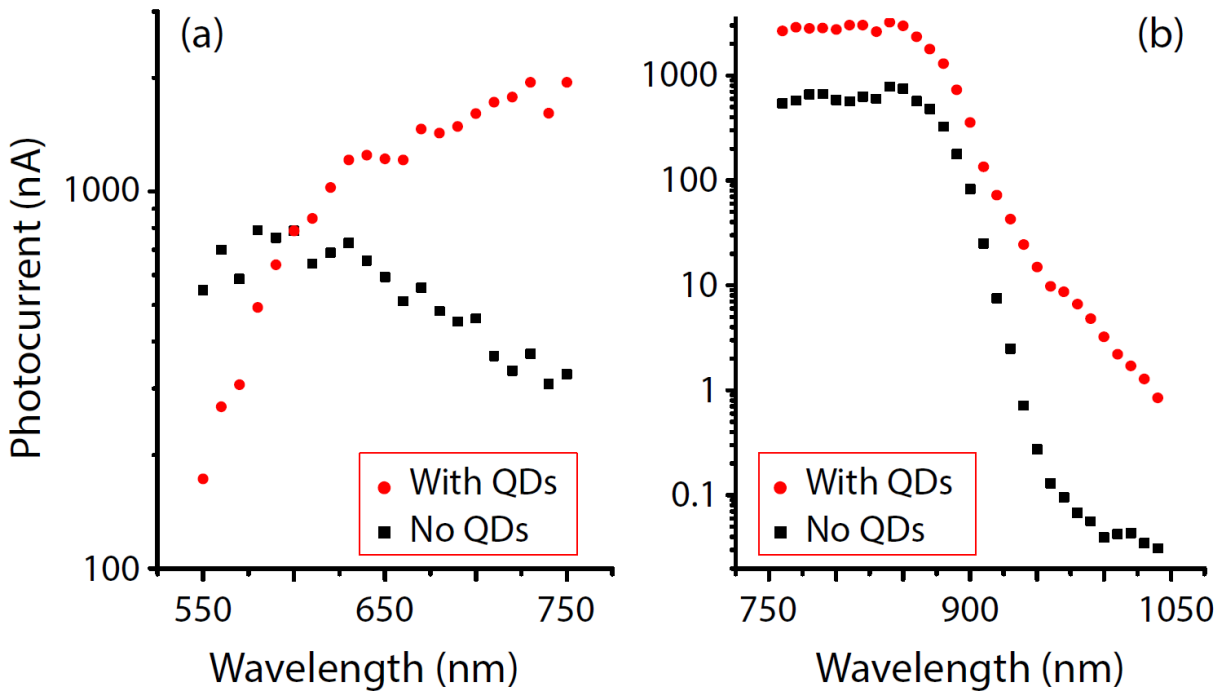 (a)
Photocurrent (nA)
1000
100
With QDs
No QDs
550
650
750
Wavelength (nm)
(b)
1000
100
10
1
0.1
With QDs
No QDs
750
900
1050
Wavelength (nm)